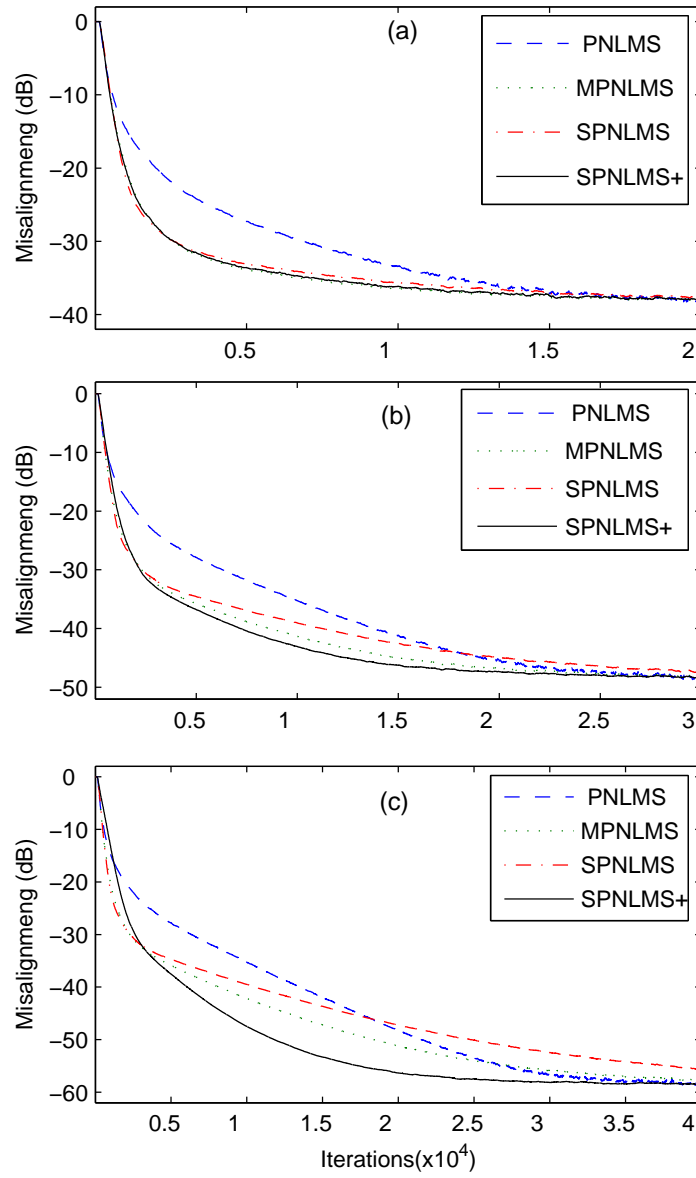 (a)
PNLMS
MPNLMS
SPNLMS
SPNLMS+
Misalignmeng (dB)
0
−10
−20
−30
−40
0.5
1
1.5
2
(b)
PNLMS
MPNLMS
SPNLMS
SPNLMS+
Misalignmeng (dB)
0
−10
−20
−30
−40
−50
0.5
1
1.5
2
2.5
3
(c)
PNLMS
MPNLMS
SPNLMS
SPNLMS+
Misalignmeng (dB)
0
−10
−20
−30
−40
−50
−60
0.5
1
1.5
2
2.5
3
3.5
4
Iterations(x10^4)